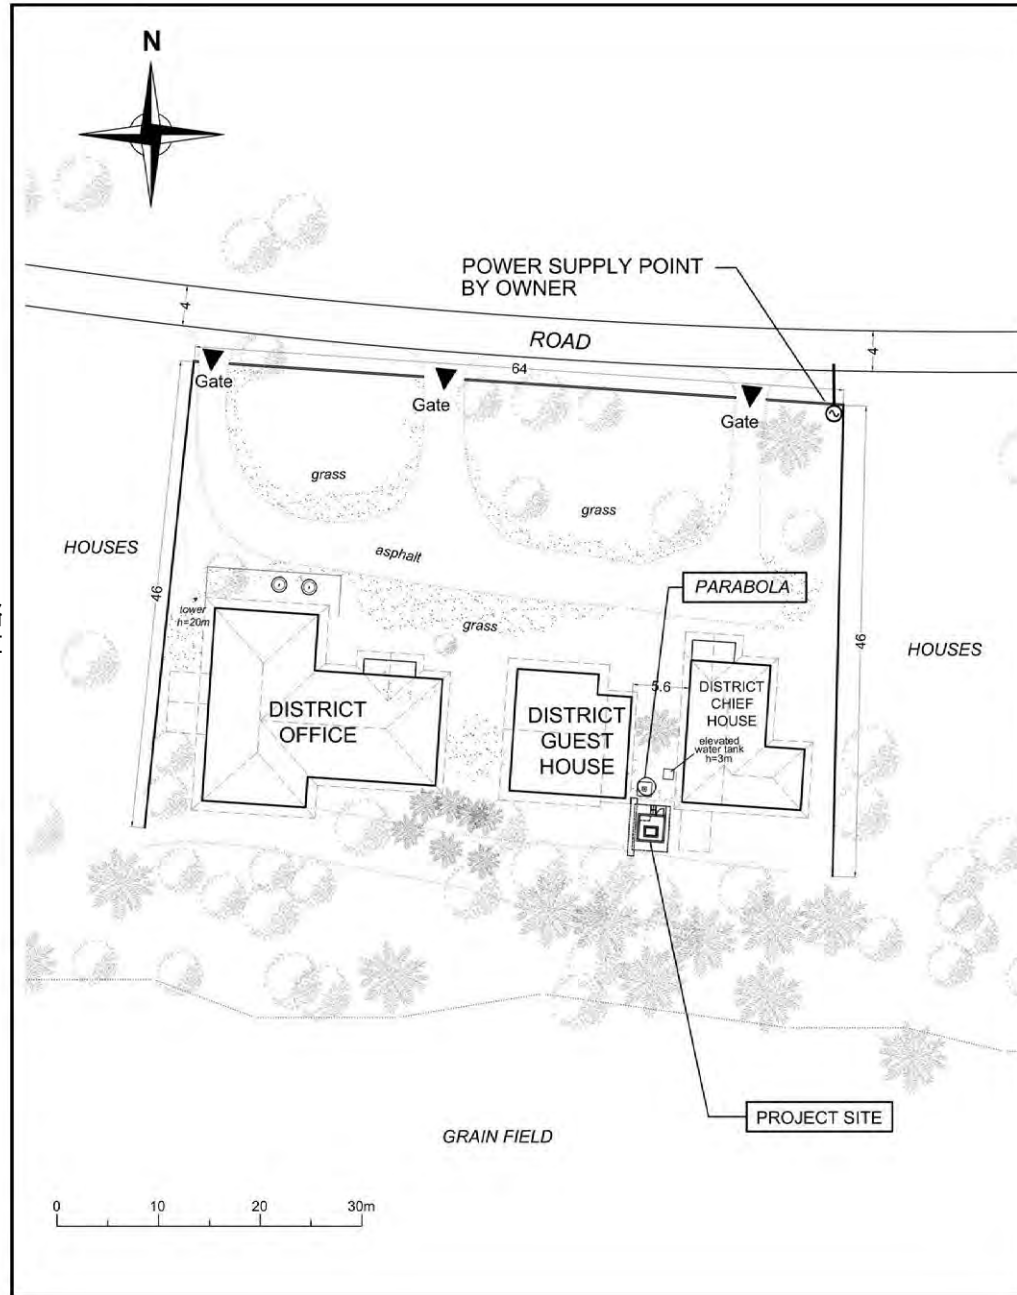 N
POWER SUPPLY POINT
BY OWNER
4
ROAD
4
64
Gate
Gate
Gate
grass
grass
HOUSES
asphalt
PARABOLA
46
tower
h=20m
grass
46
HOUSES
5.6
DISTRICT
OFFICE
DISTRICT
GUEST
HOUSE
DISTRICT
CHIEF
HOUSE
elevated
water tank
h=3m
PROJECT SITE
GRAIN FIELD
0 10 20 30m